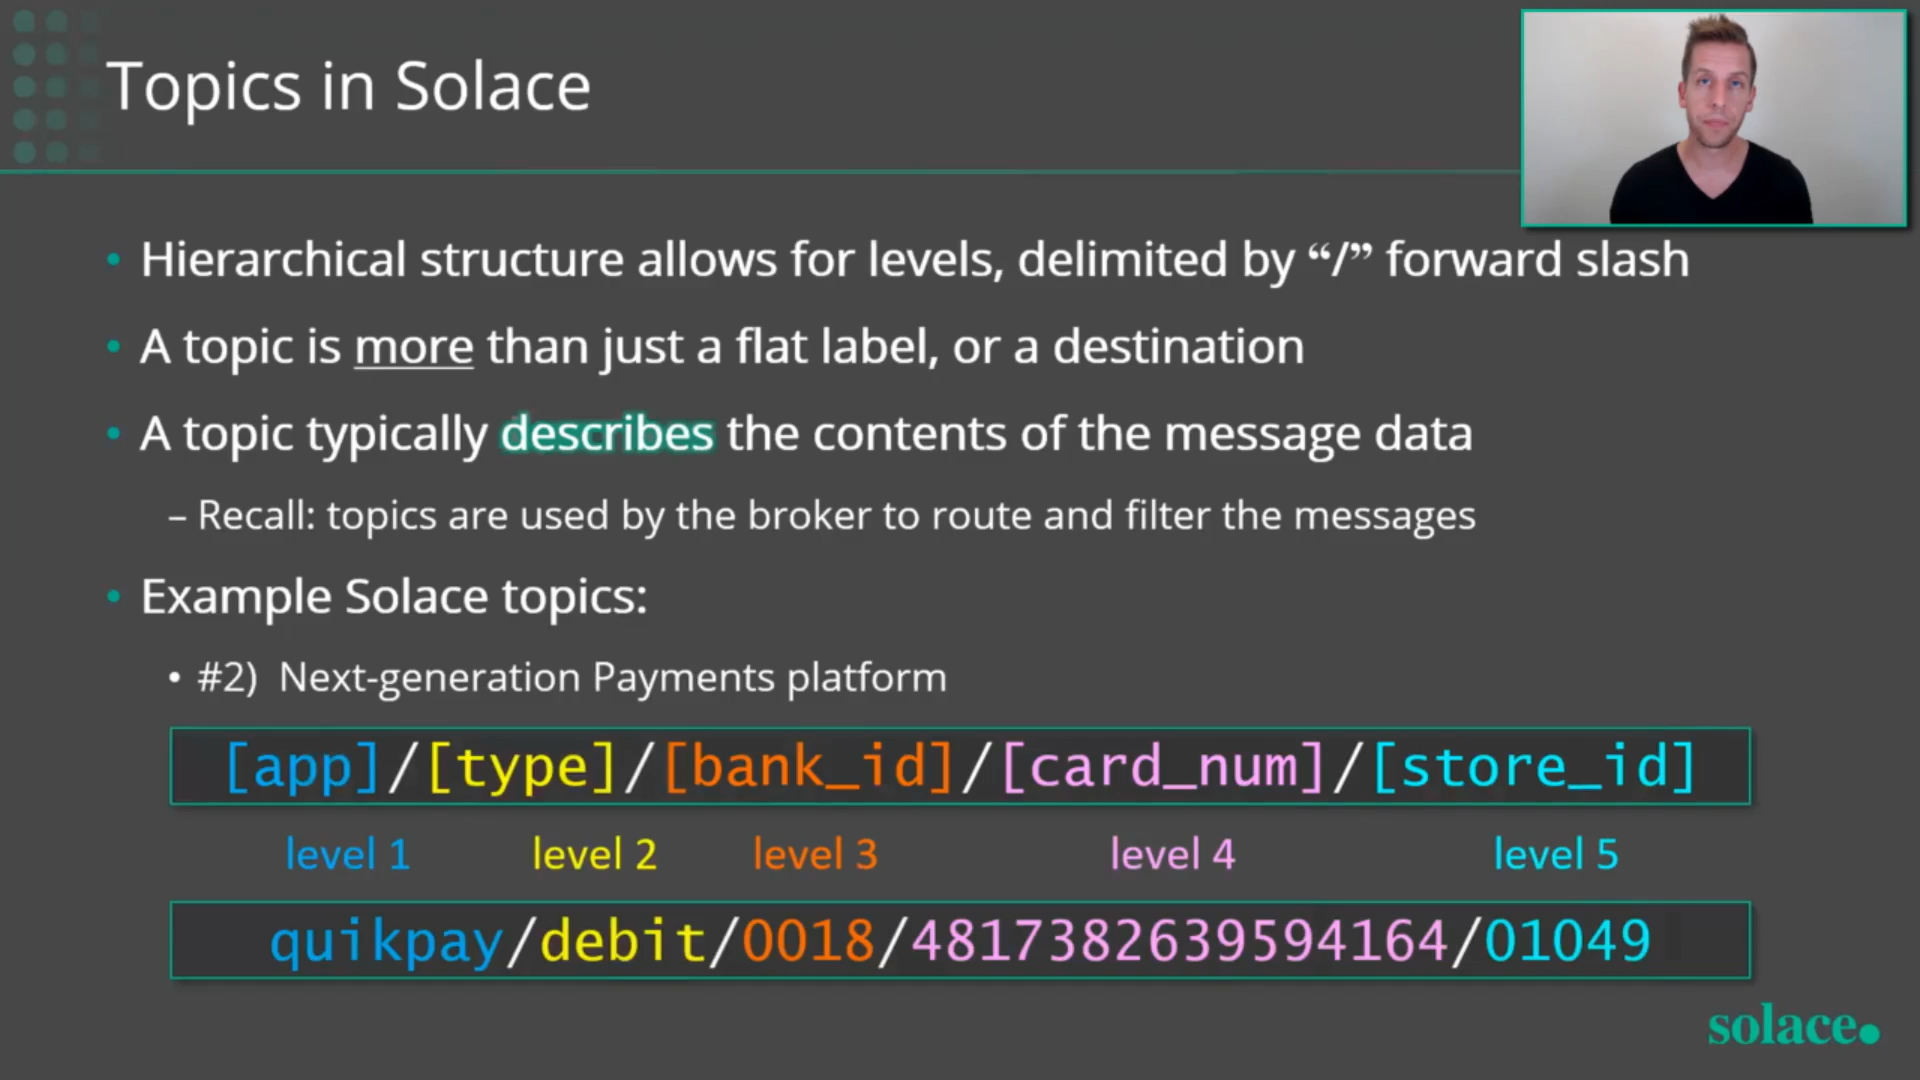 Topics in Solace
• Hierarchical structure allows for levels, delimited by “/” forward slash
• A topic is more than just a flat label, or a destination
• A topic typically describes the contents of the message data
– Recall: topics are used by the broker to route and filter the messages
• Example Solace topics:
• #2) Next-generation Payments platform
[app]/[type]/[bank_id]/[card_num]/[store_id]
level 1 level 2 level 3 level 4 level 5
quikpay/debit/0018/4817382639594164/01049
solace.